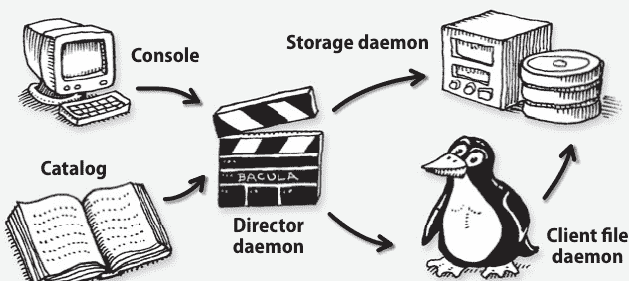 Console
Storage daemon
Catalog
BACULA
Director
daemon
Client file
daemon